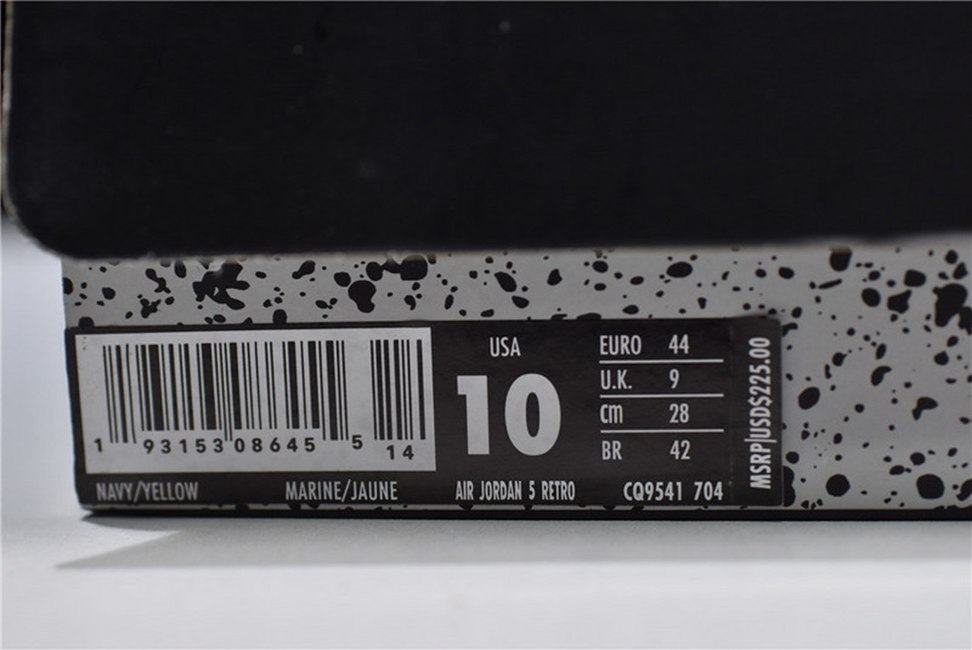 1 93153 08645 5 14
NAVY/YELLOW MARINE/JAUNE
USA
10
AIR JORDAN 5 RETRO
EURO 44
U.K. 9
cm 28
BR 42
CQ9541 704
MSRP|USD$225.00